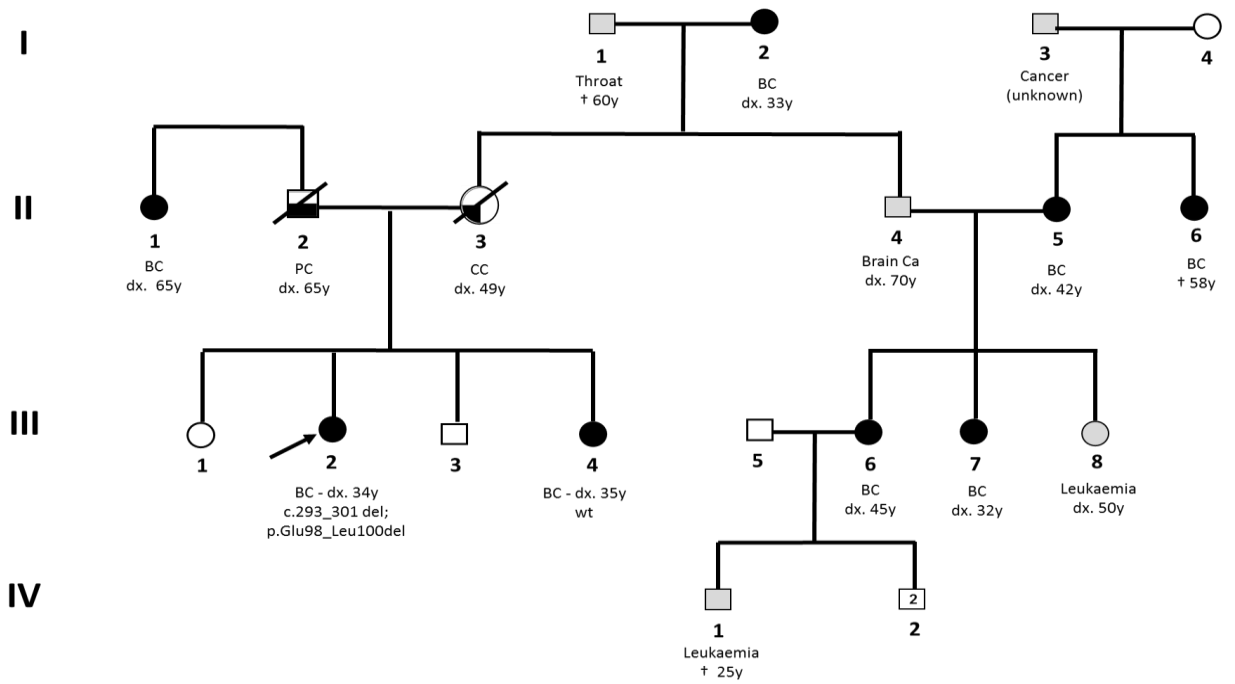 I
1
Throat
† 60y
2
BC
dx. 33y
3
Cancer
(unknown)
4
II
1
BC
dx. 65y
2
PC
dx. 65y
3
CC
dx. 49y
4
Brain Ca
dx. 70y
5
BC
dx. 42y
6
BC
† 58y
III
1
2
BC - dx. 34y
c.293_301 del;
p.Glu98_Leu100del
3
4
BC - dx. 35y
wt
5
6
BC
dx. 45y
7
BC
dx. 32y
8
Leukaemia
dx. 50y
IV
1
Leukaemia
† 25y
2
2